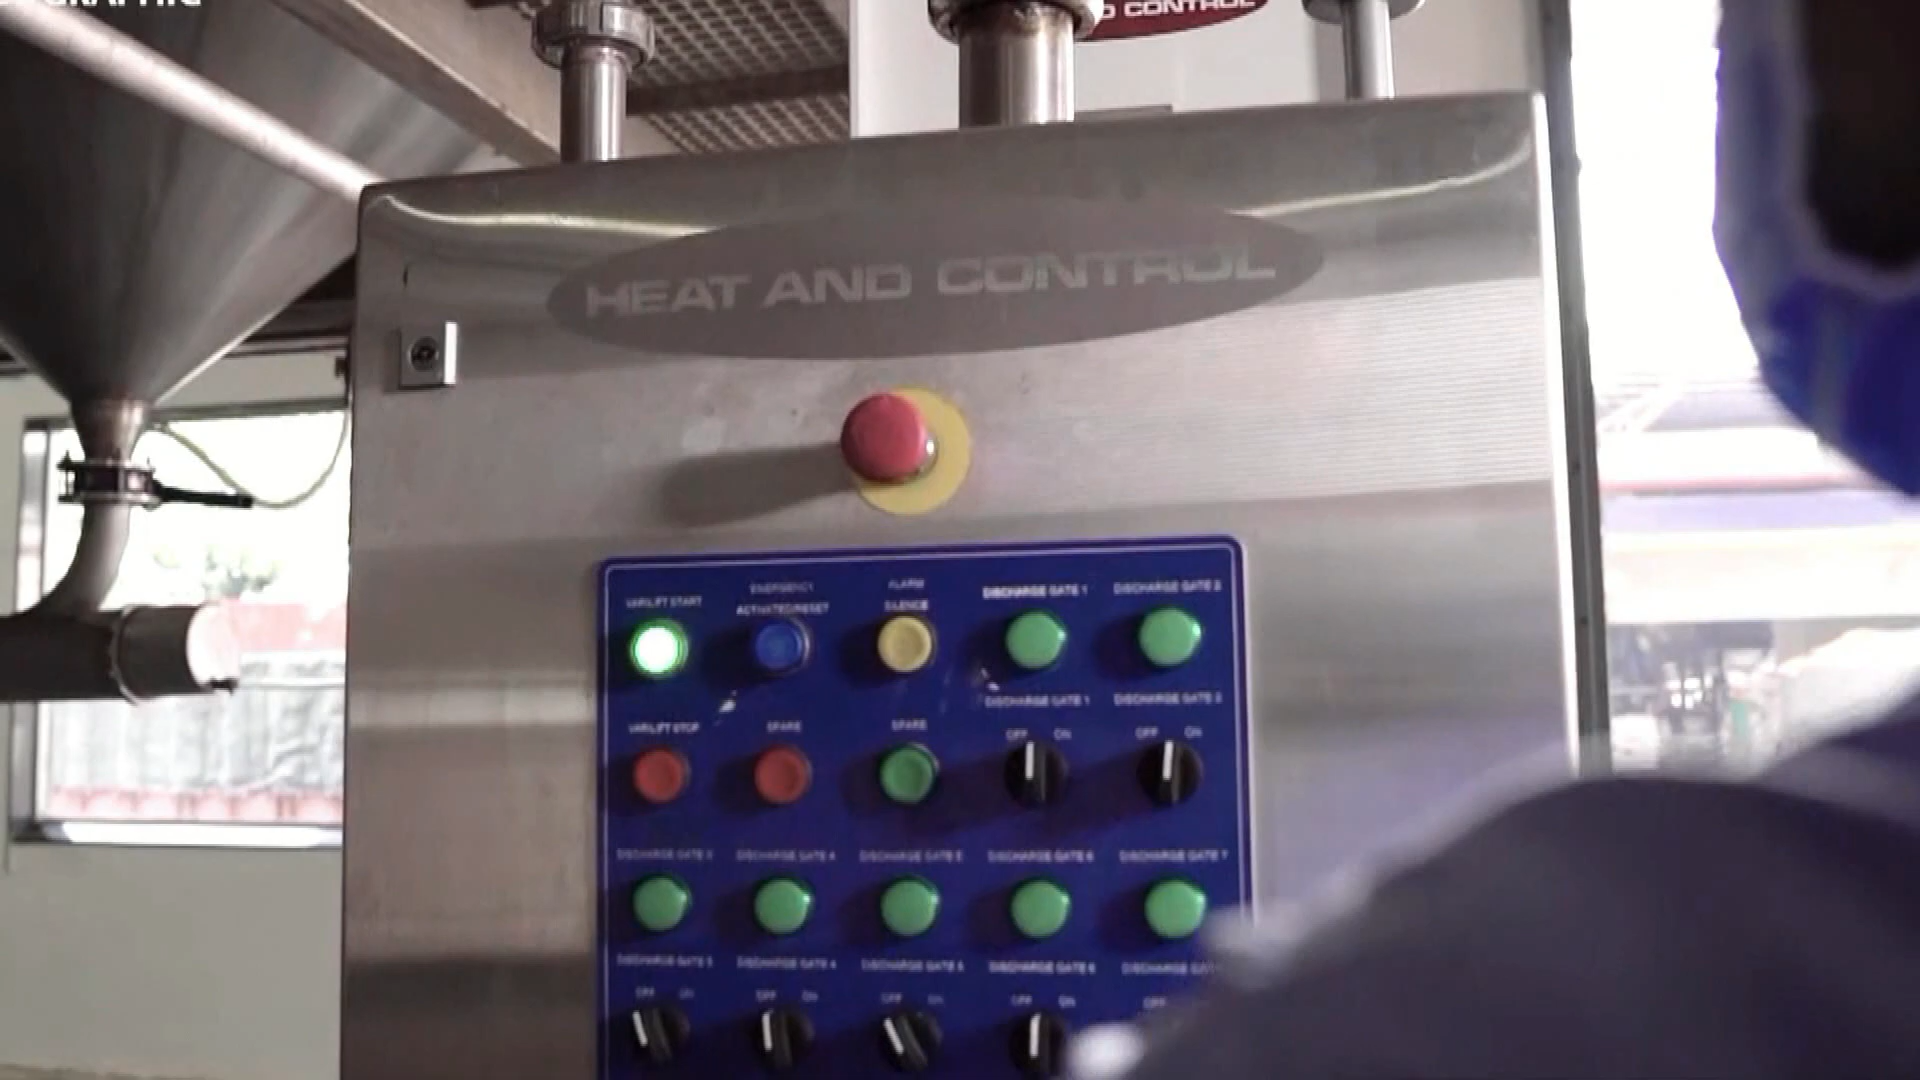 D CONTROL
HEAT AND CONTROL
VARILIFT START
EMERGENCY
ACTIVATED/RESET
ALARM
SILENCE
DISCHARGE GATE 1
DISCHARGE GATE 2
DISCHARGE GATE 1
DISCHARGE GATE 2
VARILIFT STOP
SPARE
SPARE
OFF ON
OFF ON
DISCHARGE GATE 3
DISCHARGE GATE 4
DISCHARGE GATE 5
DISCHARGE GATE 6
DISCHARGE GATE 7
DISCHARGE GATE 3
DISCHARGE GATE 4
DISCHARGE GATE 5
DISCHARGE GATE 6
DISCHARGE GATE
OFF ON
OFF ON
OFF ON
OFF ON
OFF